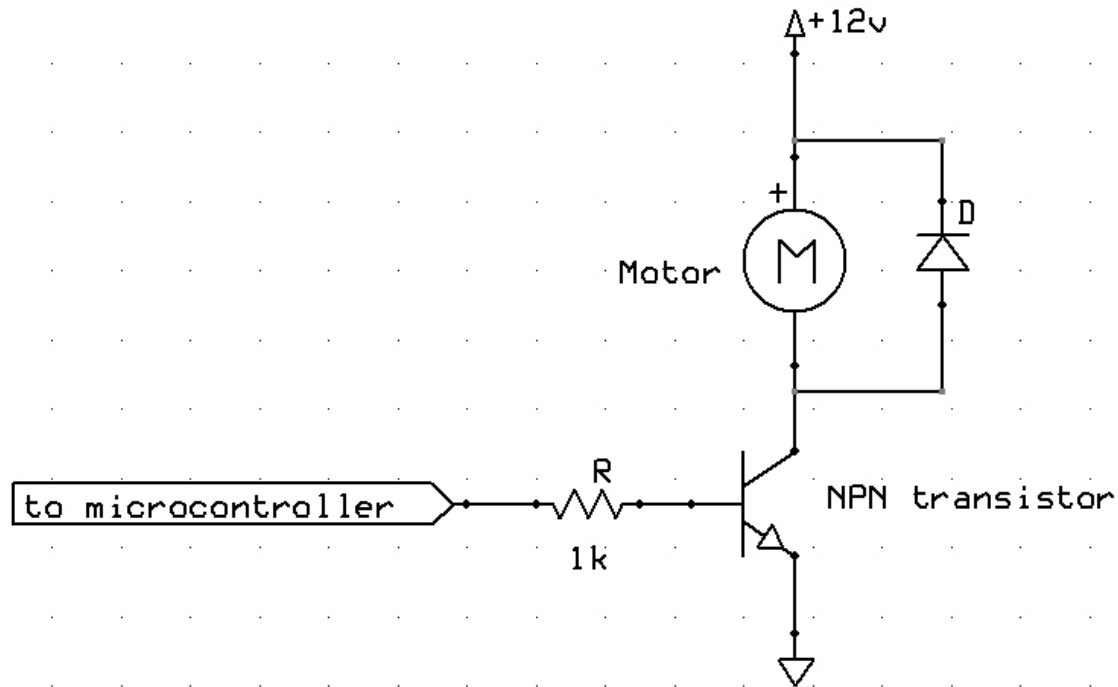 +12v
+
D
M
Motor
R
NPN transistor
to microcontroller
1k